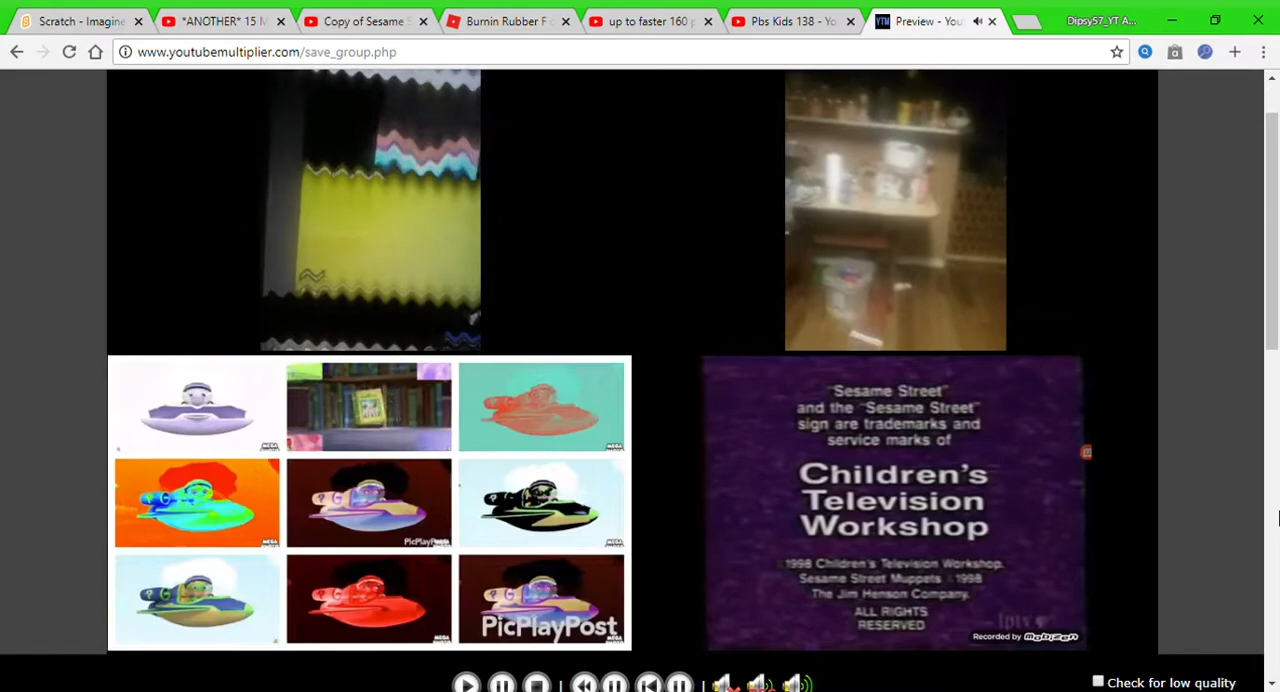 Scratch - Imagine
*ANOTHER* 15 M
Copy of Sesame S
Burnin Rubber F
up to faster 160 p
Pbs Kids 138 - Yo
YTM
Preview - You
Dipsy57_YT A...
www.youtubemultiplier.com/save_group.php
"Sesame Street"
and the "Sesame Street"
sign are trademarks and
service marks of
Children's
Television
Workshop
©1998 Children's Television Workshop.
Sesame Street Muppets ©1998
The Jim Henson Company.
ALL RIGHTS
RESERVED
iptv
Recorded by Mobizen
PicPlayPost
PicPlayPost
Check for low quality